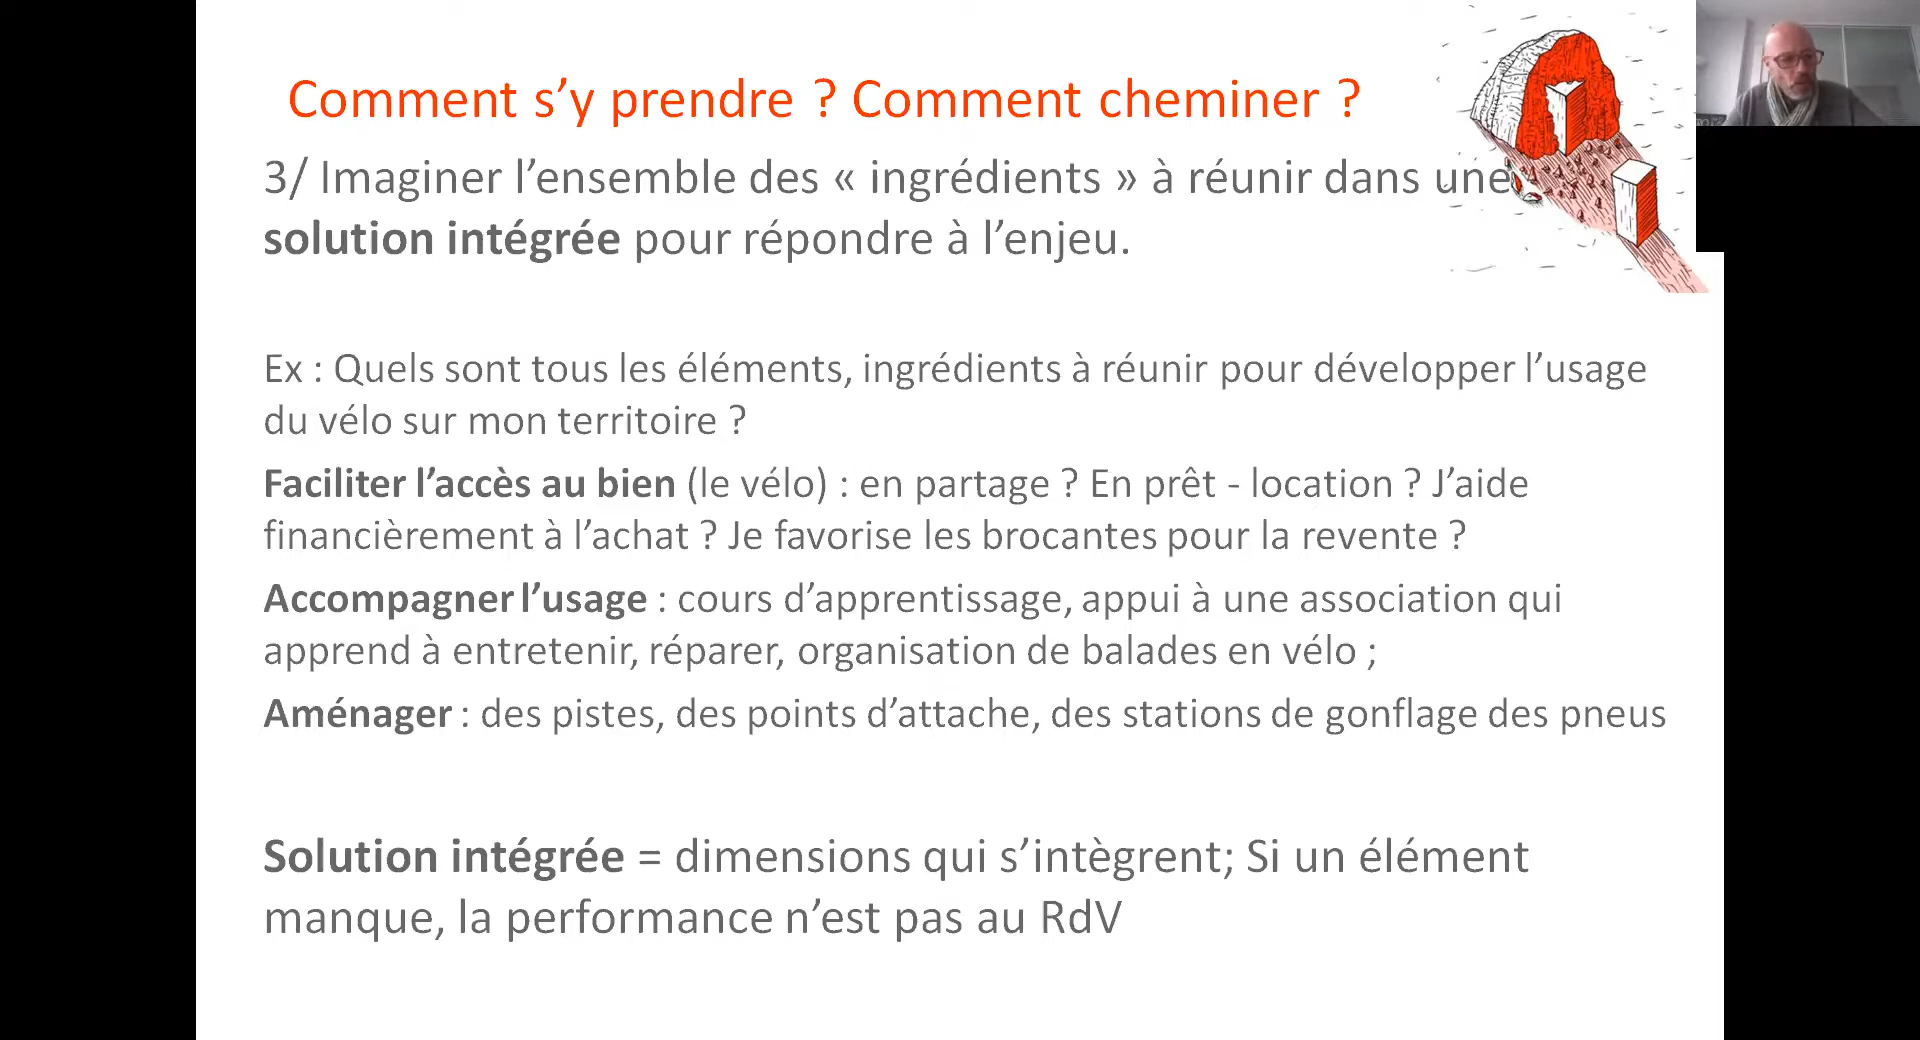 Comment s’y prendre ? Comment cheminer ?
3/ Imaginer l’ensemble des « ingrédients » à réunir dans une
solution intégrée pour répondre à l’enjeu.
Ex : Quels sont tous les éléments, ingrédients à réunir pour développer l’usage
du vélo sur mon territoire ?
Faciliter l’accès au bien (le vélo) : en partage ? En prêt - location ? J’aide
financièrement à l’achat ? Je favorise les brocantes pour la revente ?
Accompagner l’usage : cours d’apprentissage, appui à une association qui
apprend à entretenir, réparer, organisation de balades en vélo ;
Aménager : des pistes, des points d’attache, des stations de gonflage des pneus
Solution intégrée = dimensions qui s’intègrent; Si un élément
manque, la performance n’est pas au RdV